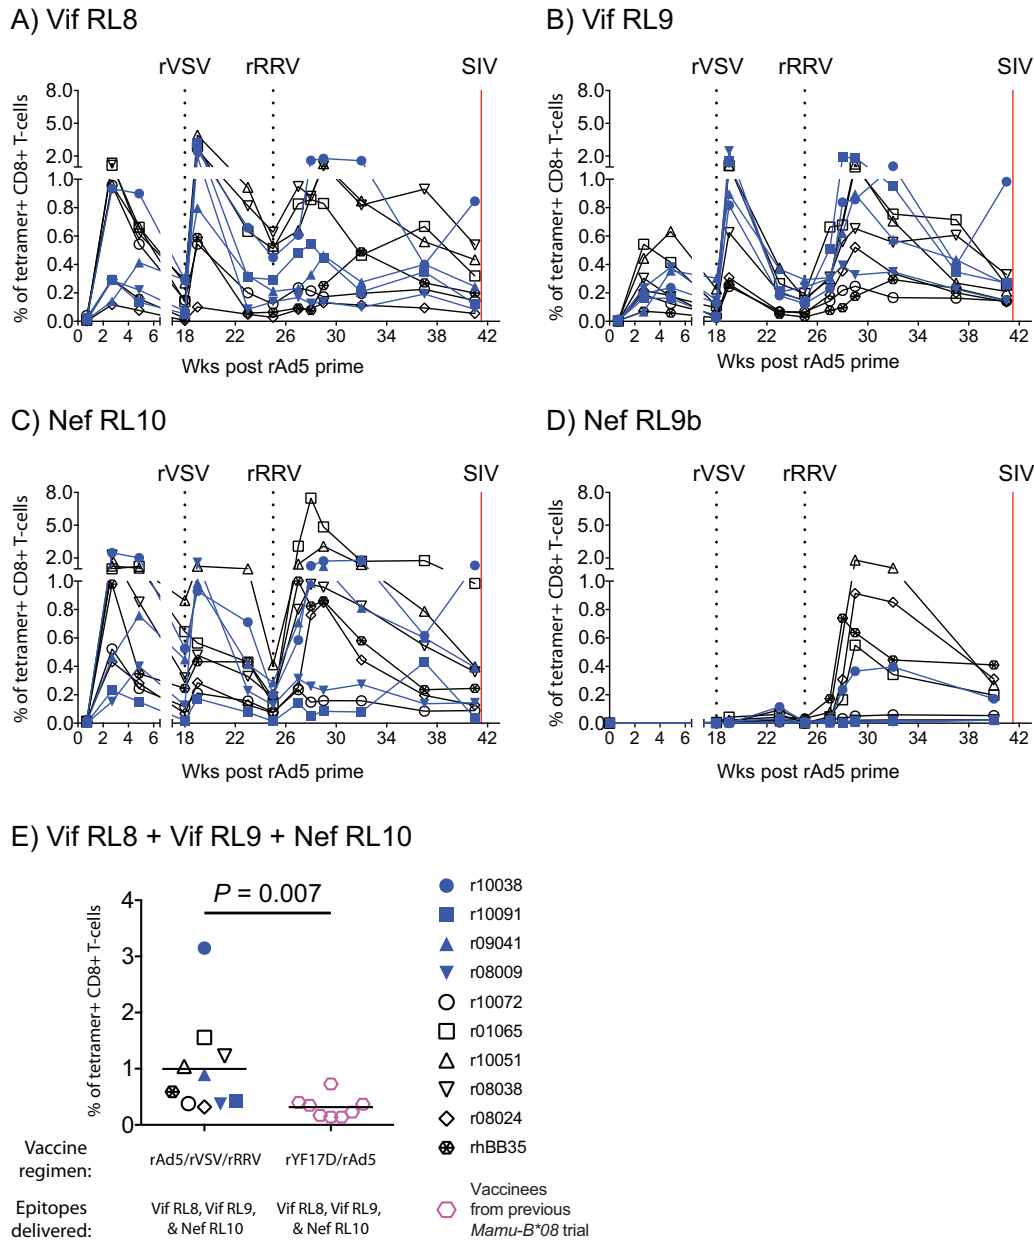 A) Vif RL8
rVSV rRRV SIV
% of tetramer+ CD8+ T-cells
8.0
5.0
2.0
1.0
0.8
0.6
0.4
0.2
0.0
0 2 4 6 18 22 26 30 34 38 42
Wks post rAd5 prime
B) Vif RL9
rVSV rRRV SIV
% of tetramer+ CD8+ T-cells
8.0
5.0
2.0
1.0
0.8
0.6
0.4
0.2
0.0
0 2 4 6 18 22 26 30 34 38 42
Wks post rAd5 prime
C) Nef RL10
rVSV rRRV SIV
% of tetramer+ CD8+ T-cells
8.0
5.0
2.0
1.0
0.8
0.6
0.4
0.2
0.0
0 2 4 6 18 22 26 30 34 38 42
Wks post rAd5 prime
D) Nef RL9b
rVSV rRRV SIV
% of tetramer+ CD8+ T-cells
8.0
5.0
2.0
1.0
0.8
0.6
0.4
0.2
0.0
0 2 4 6 18 22 26 30 34 38 42
Wks post rAd5 prime
E) Vif RL8 + Vif RL9 + Nef RL10
% of tetramer+ CD8+ T-cells
4
3
2
1
0
P = 0.007
Vaccine
regimen:
rAd5/rVSV/rRRV rYF17D/rAd5
Epitopes
delivered:
Vif RL8, Vif RL9,
& Nef RL10
Vif RL8, Vif RL9,
& Nef RL10
r10038
r10091
r09041
r08009
r10072
r01065
r10051
r08038
r08024
rhBB35
Vaccinees
from previous
Mamu-B*08 trial